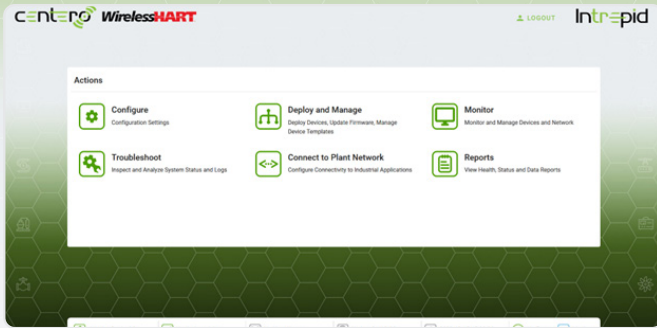 centero WirelessHART
LOGOUT
Intrepid
Actions
Configure
Configuration Settings
Deploy and Manage
Deploy Devices, Update Firmware, Manage
Device Templates
Monitor
Monitor and Manage Devices and Network
Troubleshoot
Inspect and Analyze System Status and Logs
Connect to Plant Network
Configure Connectivity to Industrial Applications
Reports
View Health, Status and Data Reports